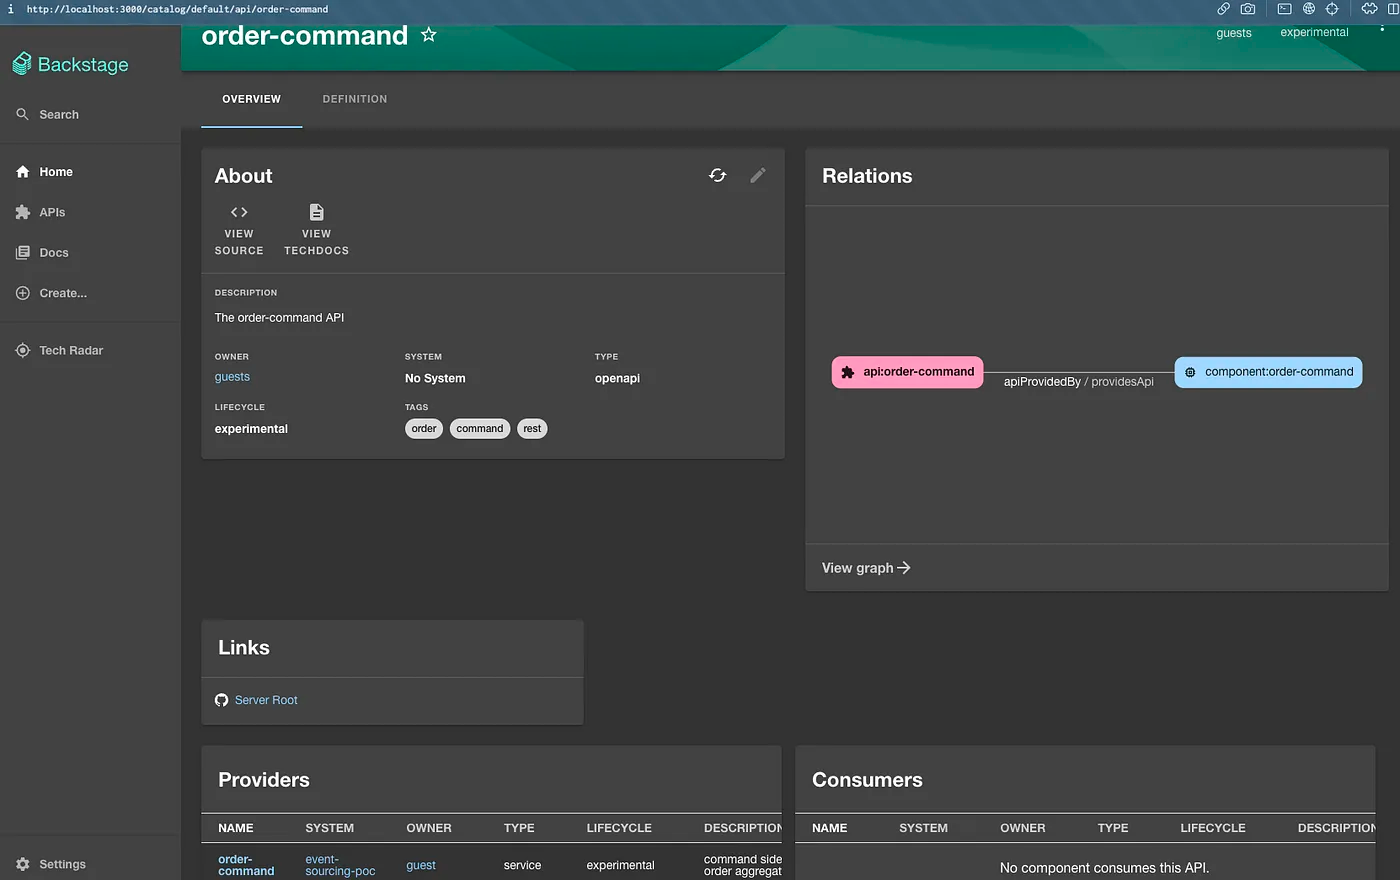 http://localhost:3000/catalog/default/api/order-command
order-command
guests
experimental
Backstage
Search
Home
APIs
Docs
Create...
Tech Radar
Settings
OVERVIEW
DEFINITION
About
VIEW
SOURCE
VIEW
TECHDOCS
DESCRIPTION
The order-command API
OWNER
guests
SYSTEM
No System
TYPE
openapi
LIFECYCLE
experimental
TAGS
order command rest
Relations
api:order-command
apiProvidedBy / providesApi
component:order-command
View graph
Links
Server Root
Providers
NAME SYSTEM OWNER TYPE LIFECYCLE DESCRIPTION
order-
command
event-
sourcing-poc
guest
service
experimental
command side
order aggregat
Consumers
NAME SYSTEM OWNER TYPE LIFECYCLE DESCRIPTION
No component consumes this API.